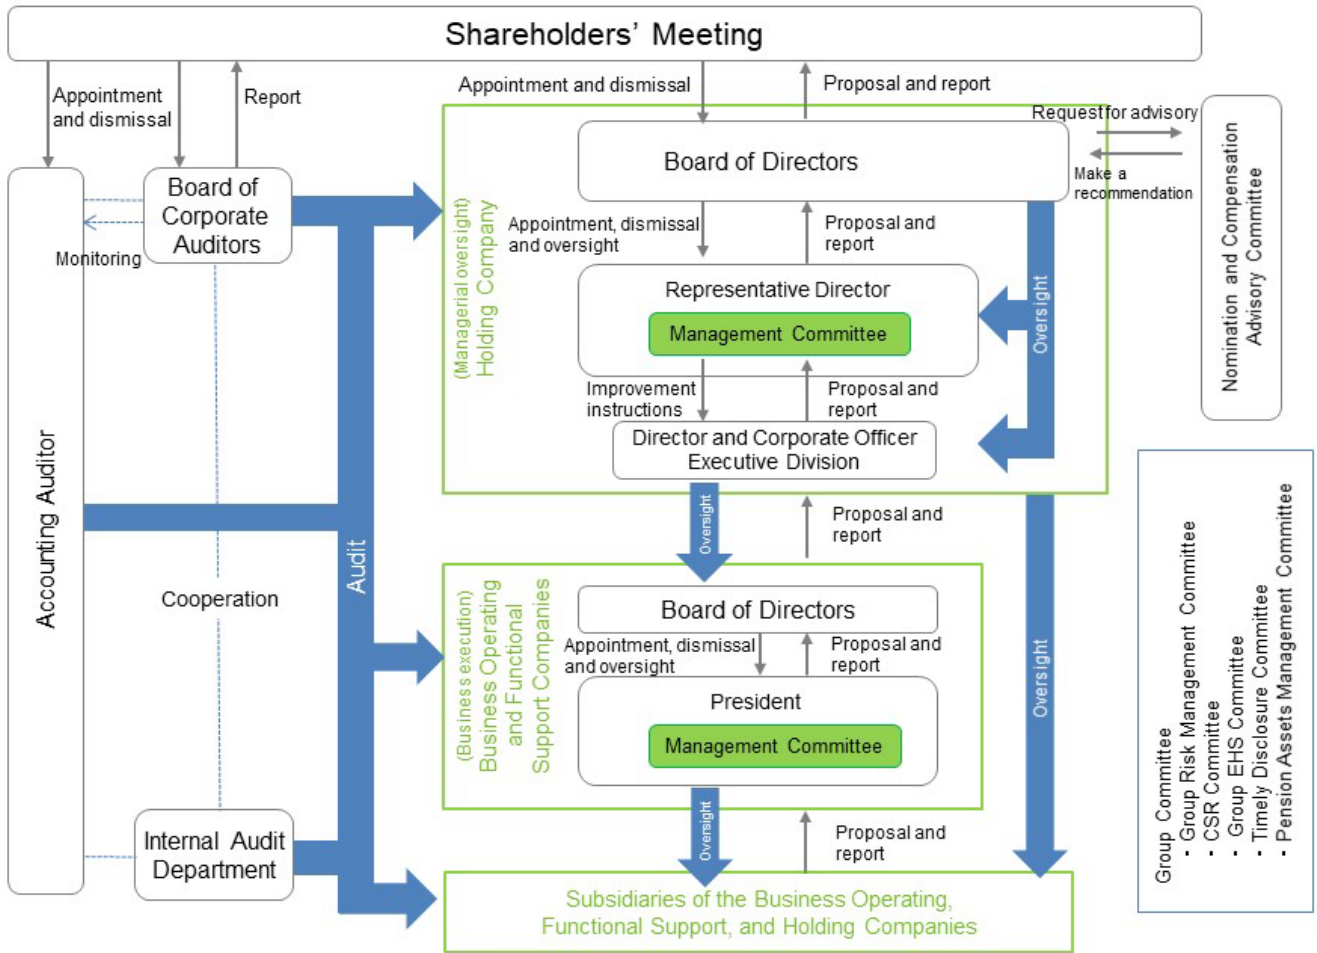 Shareholders’ Meeting
Appointment
and dismissal
Report
Appointment and dismissal
Proposal and report
Request for advisory
Make a
recommendation
Nomination and Compensation
Advisory Committee
Accounting Auditor
Board of
Corporate
Auditors
Monitoring
Cooperation
Internal Audit
Department
Audit
(Managerial oversight)
Holding Company
Board of Directors
Appointment, dismissal
and oversight
Proposal and
report
Representative Director
Management Committee
Oversight
Improvement
instructions
Proposal and
report
Director and Corporate Officer
Executive Division
Oversight
Proposal and
report
(Business execution)
Business Operating
and Functional
Support Companies
Board of Directors
Appointment, dismissal
and oversight
Proposal and
report
President
Management Committee
Oversight
Oversight
Proposal and
report
Subsidiaries of the Business Operating,
Functional Support, and Holding Companies
Group Committee
- Group Risk Management Committee
- CSR Committee
- Group EHS Committee
- Timely Disclosure Committee
- Pension Assets Management Committee